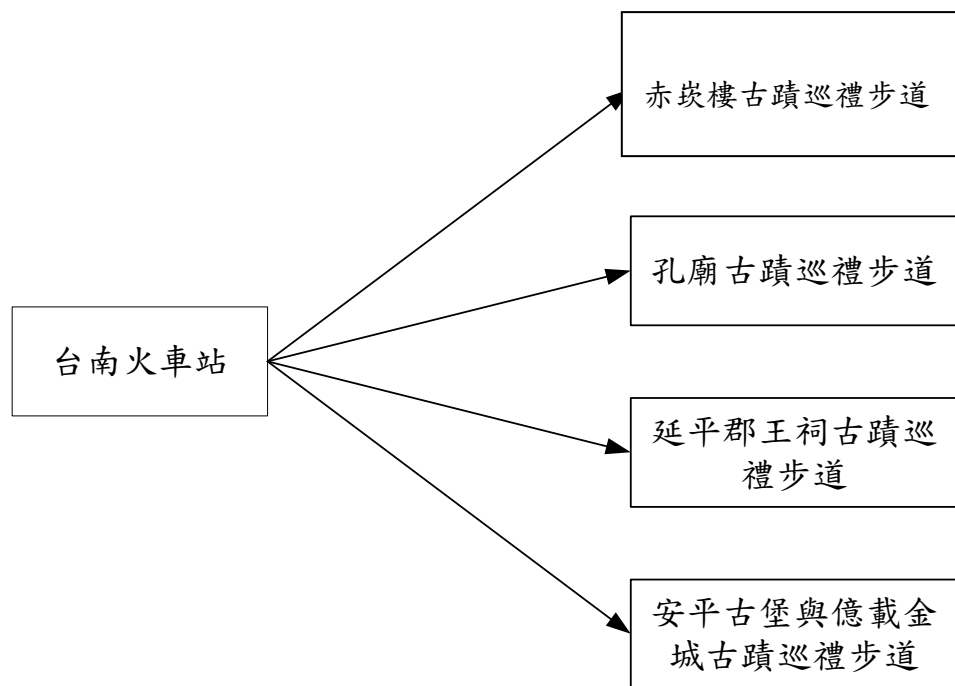 赤崁樓古蹟巡禮步道
孔廟古蹟巡禮步道
台南火車站
延平郡王祠古蹟巡
禮步道
安平古堡與億載金
城古蹟巡禮步道